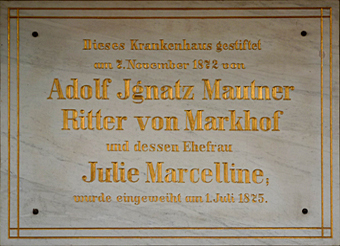 Dieses Krankenhaus gestiftet
am 7. November 1872 von
Adolf Jgnatz Mautner
Ritter von Markhof
und dessen Ehefrau
Julie Marcelline,
wurde eingeweiht am 1. Juli 1875.